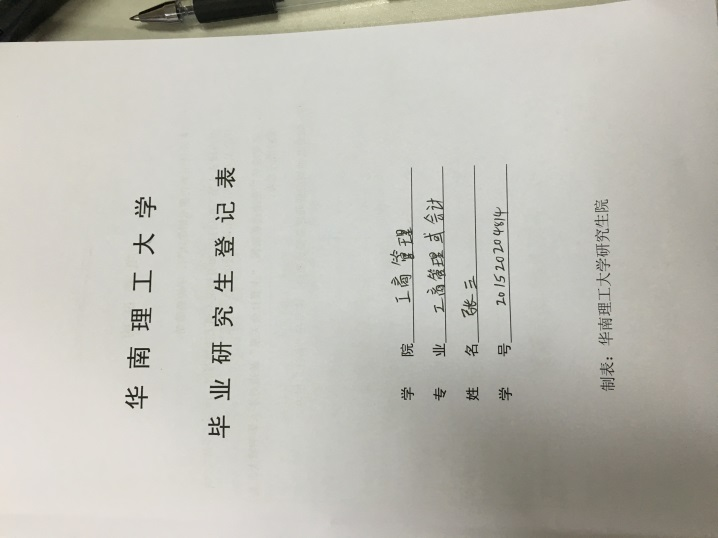 华南理工大学
毕业研究生登记表
学 院 工商管理
专 业 工商管理或会计
姓 名 张三
学 号 201520204814
制表：华南理工大学研究生院